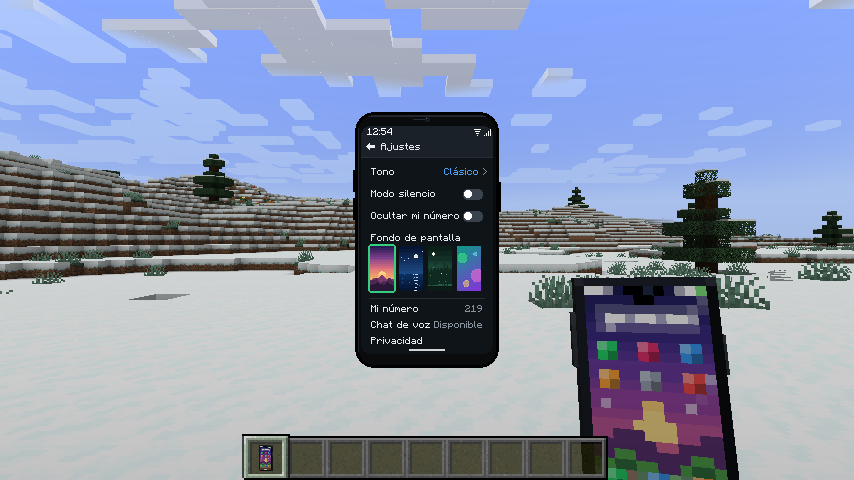 12:54
Ajustes
Tono Clásico
Modo silencio
Ocultar mi número
Fondo de pantalla
Mi número 219
Chat de voz Disponible
Privacidad